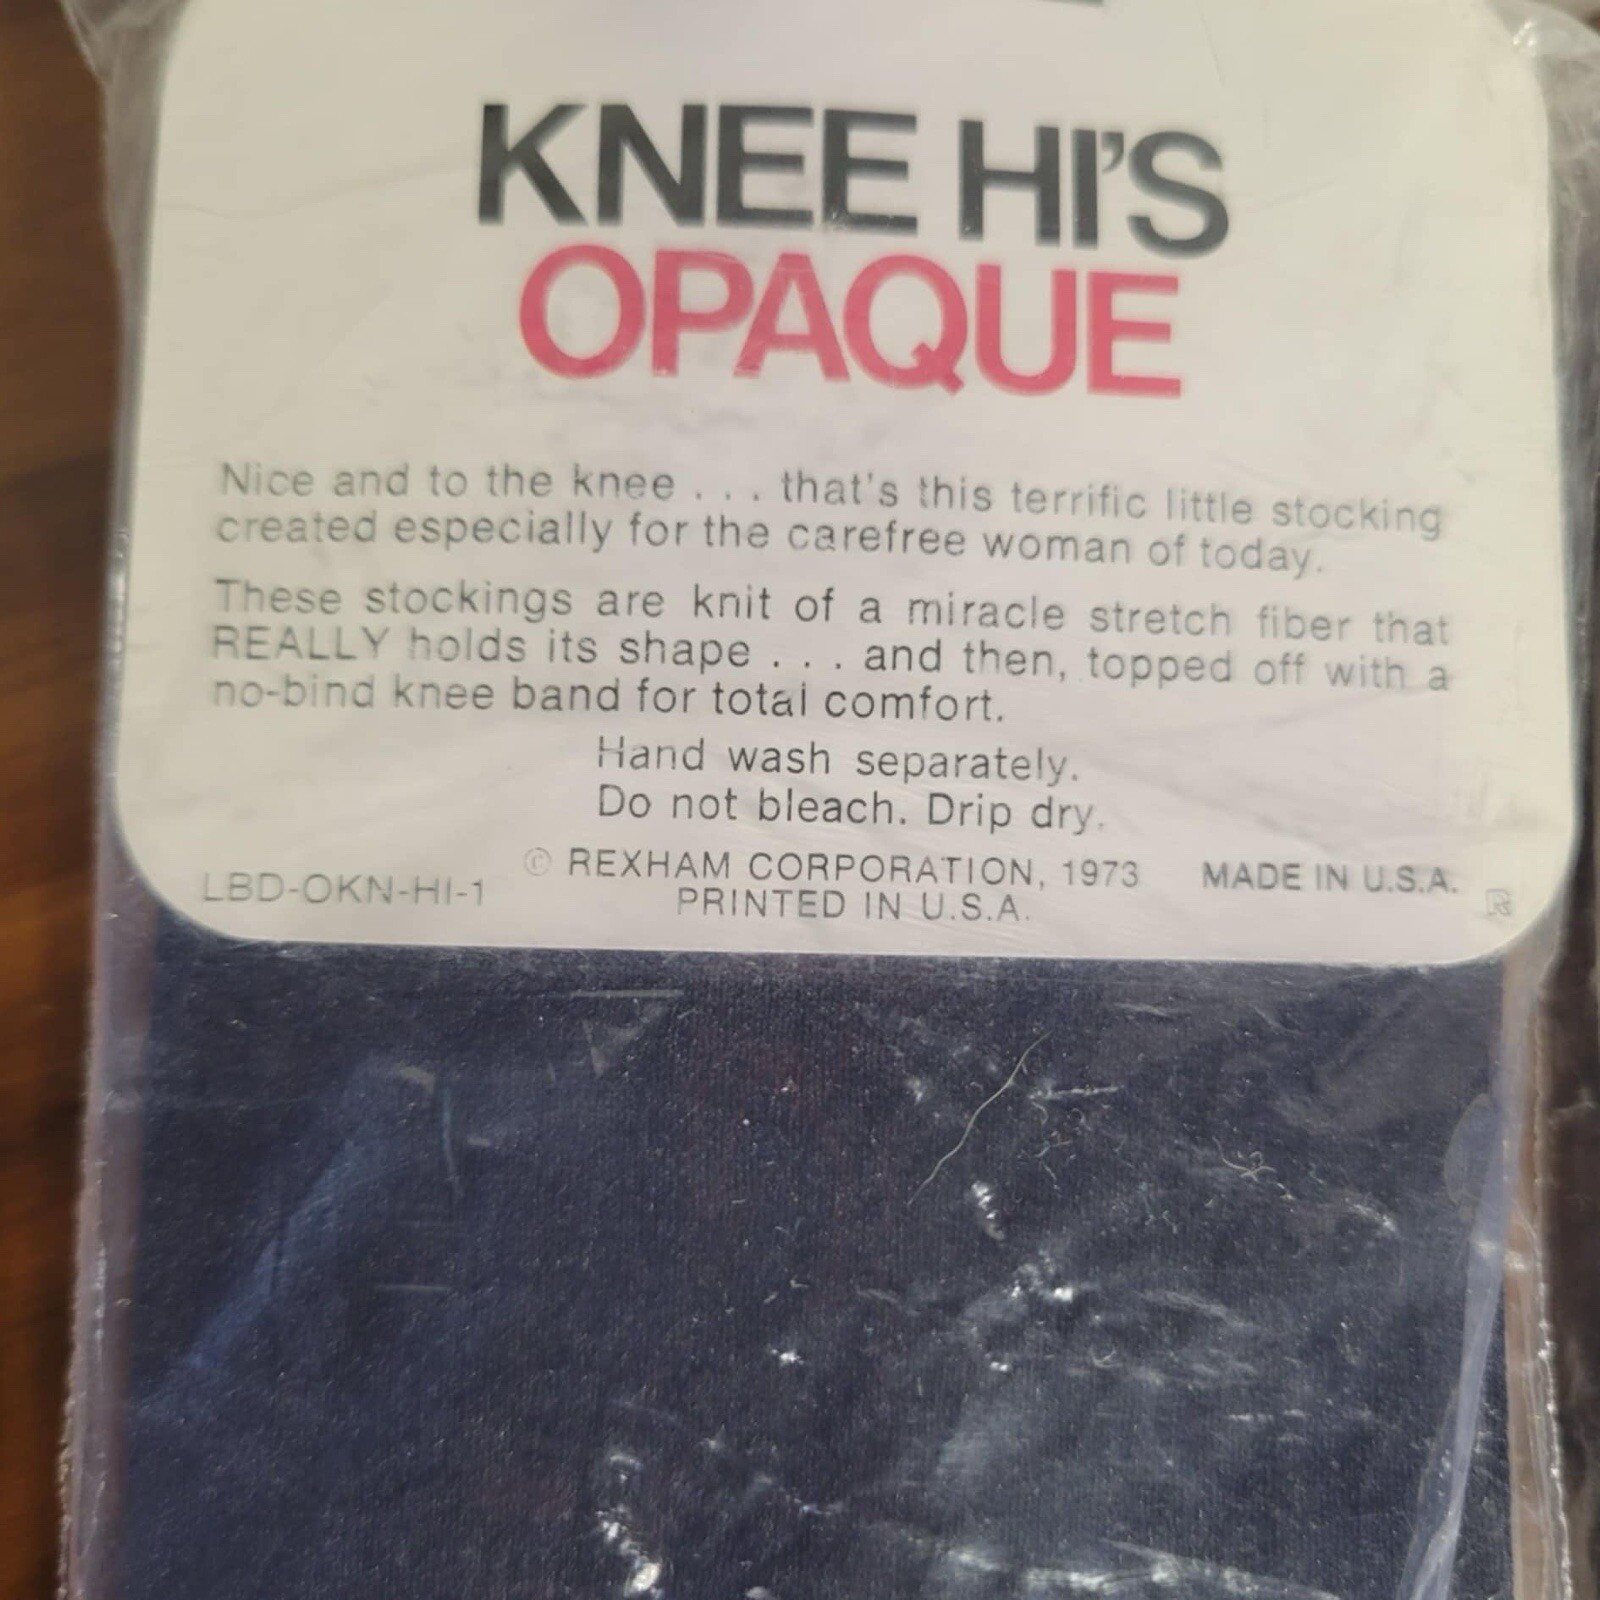 KNEE HI'S
OPAQUE
Nice and to the knee . . . that's this terrific little stocking
created especially for the carefree woman of today.
These stockings are knit of a miracle stretch fiber that
REALLY holds its shape . . . and then, topped off with a
no-bind knee band for total comfort.
Hand wash separately.
Do not bleach. Drip dry.
© REXHAM CORPORATION, 1973 MADE IN U.S.A.
LBD-OKN-HI-1 PRINTED IN U.S.A.